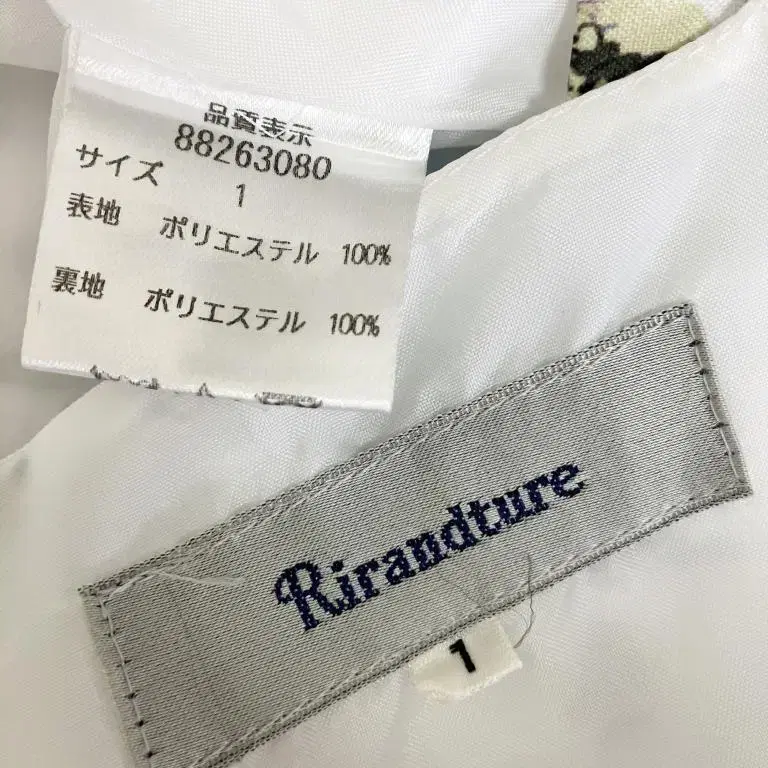 品質表示
88263080
サイズ 1
表地 ポリエステル 100%
裏地 ポリエステル 100%
Rirandture
1